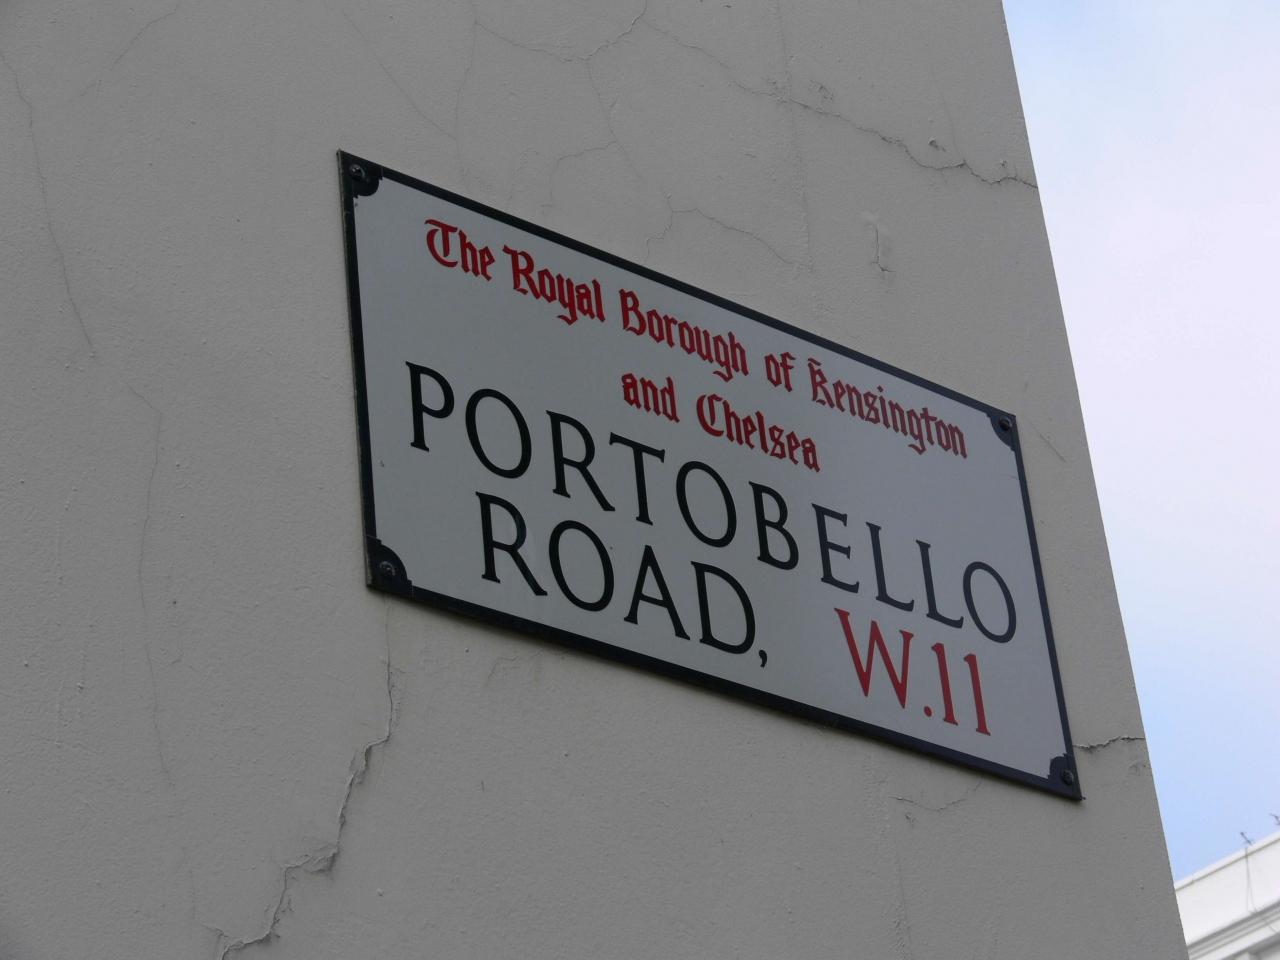 The Royal Borough of Kensington
and Chelsea
PORTOBELLO
ROAD, W.11